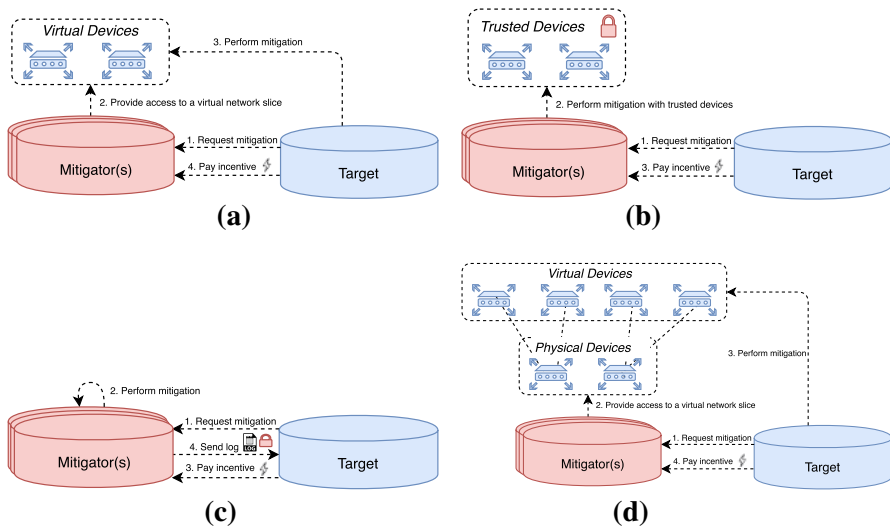 Virtual Devices
3. Perform mitigation
2. Provide access to a virtual network slice
1. Request mitigation
4. Pay incentive
Mitigator(s)
Target
(a)
Trusted Devices
2. Perform mitigation with trusted devices
1. Request mitigation
3. Pay incentive
Mitigator(s)
Target
(b)
2. Perform mitigation
1. Request mitigation
4. Send log
LOG
3. Pay incentive
Mitigator(s)
Target
(c)
Virtual Devices
Physical Devices
3. Perform mitigation
2. Provide access to a virtual network slice
1. Request mitigation
4. Pay incentive
Mitigator(s)
Target
(d)